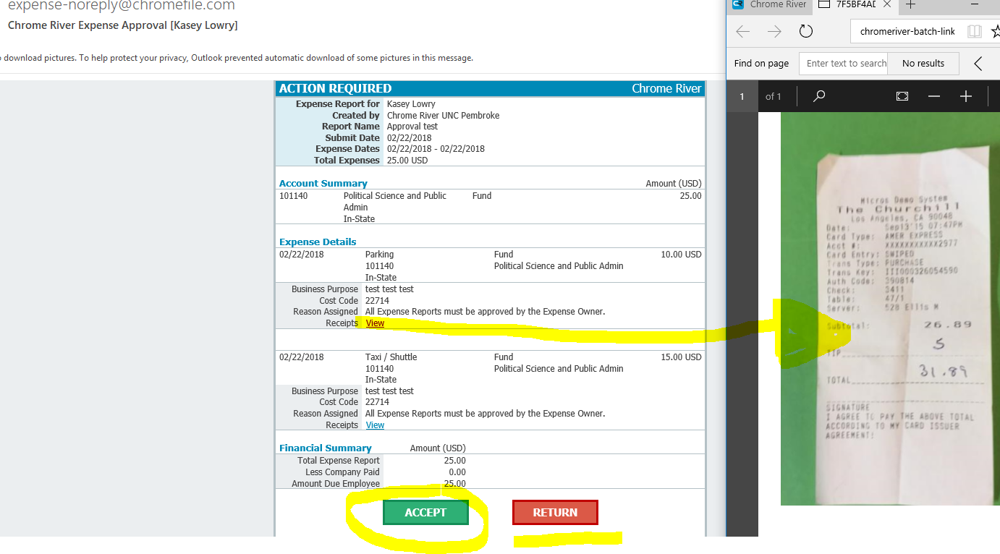 expense-noreply@chromefile.com
Chrome River Expense Approval [Kasey Lowry]
download pictures. To help protect your privacy, Outlook prevented automatic download of some pictures in this message.
ACTION REQUIRED Chrome River
Expense Report for Kasey Lowry
Created by Chrome River UNC Pembroke
Report Name Approval test
Submit Date 02/22/2018
Expense Dates 02/22/2018 - 02/22/2018
Total Expenses 25.00 USD
Account Summary Amount (USD)
101140 Political Science and Public Fund 25.00
Admin
In-State
Expense Details
02/22/2018 Parking Fund 10.00 USD
101140 Political Science and Public Admin
In-State
Business Purpose test test test
Cost Code 22714
Reason Assigned All Expense Reports must be approved by the Expense Owner.
Receipts View
02/22/2018 Taxi / Shuttle Fund 15.00 USD
101140 Political Science and Public Admin
In-State
Business Purpose test test test
Cost Code 22714
Reason Assigned All Expense Reports must be approved by the Expense Owner.
Receipts View
Financial Summary Amount (USD)
Total Expense Report 25.00
Less Company Paid 0.00
Amount Due Employee 25.00
ACCEPT RETURN
Chrome River 7F5BF4AD
chromeriver-batch-link
Find on page Enter text to search No results
1 of 1
Micros Demo System
The Churchill
Los Angeles, CA 90048
Date: Sep13'15 07:47PM
Card Type: AMER EXPRESS
Acct #: XXXXXXXXXXX2977
Card Entry: SWIPED
Trans Type: PURCHASE
Trans Key: III000326054590
Auth Code: 390814
Check: 3411
Table: 47/1
Server: 528 Ellis M
Subtotal: 26.89
TIP 5
TOTAL 31.89
SIGNATURE
I AGREE TO PAY THE ABOVE TOTAL
ACCORDING TO MY CARD ISSUER
AGREEMENT: